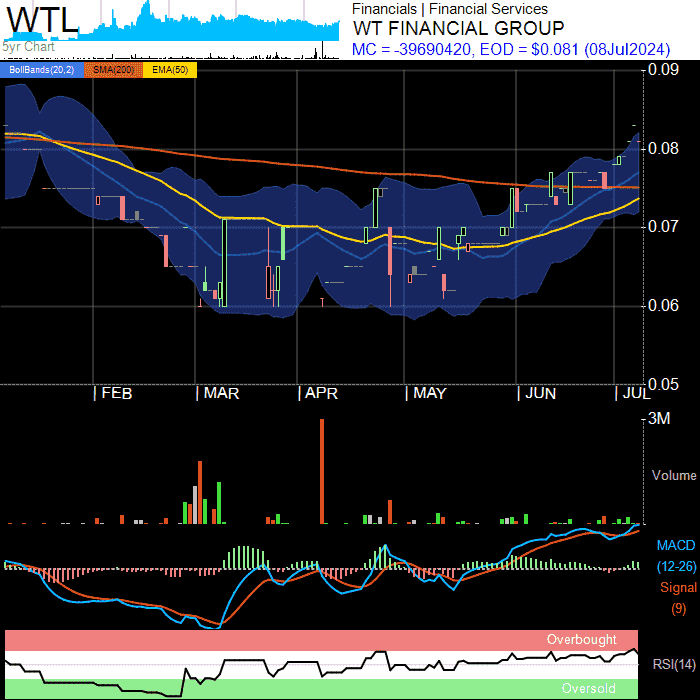 WTL
5yr Chart
Financials | Financial Services
WT FINANCIAL GROUP
MC = -39690420, EOD = $0.081 (08Jul2024)
BollBands(20,2) SMA(200) EMA(50)
0.09
0.08
0.07
0.06
0.05
| FEB | MAR | APR | MAY | JUN | JUL
3M
Volume
MACD
(12-26)
Signal
(9)
Overbought
RSI(14)
Oversold